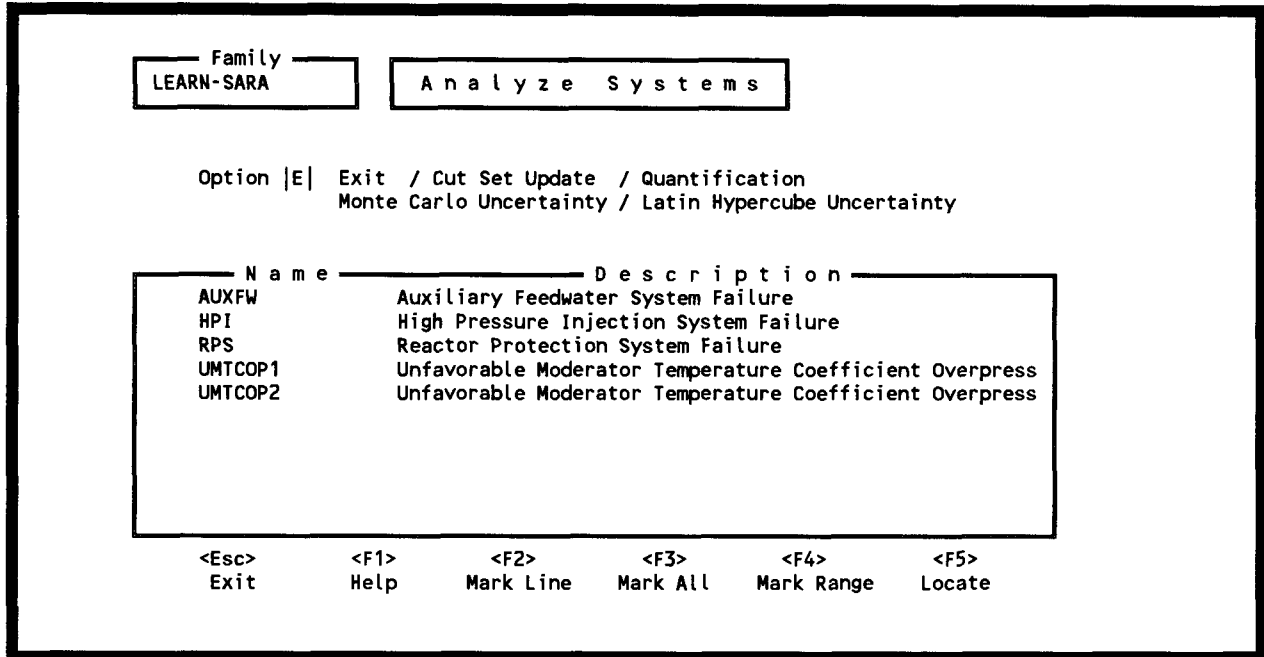 Family
LEARN-SARA
Analyze Systems
Option |E| Exit / Cut Set Update / Quantification
Monte Carlo Uncertainty / Latin Hypercube Uncertainty
Name Description
AUXFW Auxiliary Feedwater System Failure
HPI High Pressure Injection System Failure
RPS Reactor Protection System Failure
UMTCOP1 Unfavorable Moderator Temperature Coefficient Overpress
UMTCOP2 Unfavorable Moderator Temperature Coefficient Overpress
<Esc> <F1> <F2> <F3> <F4> <F5>
Exit Help Mark Line Mark All Mark Range Locate